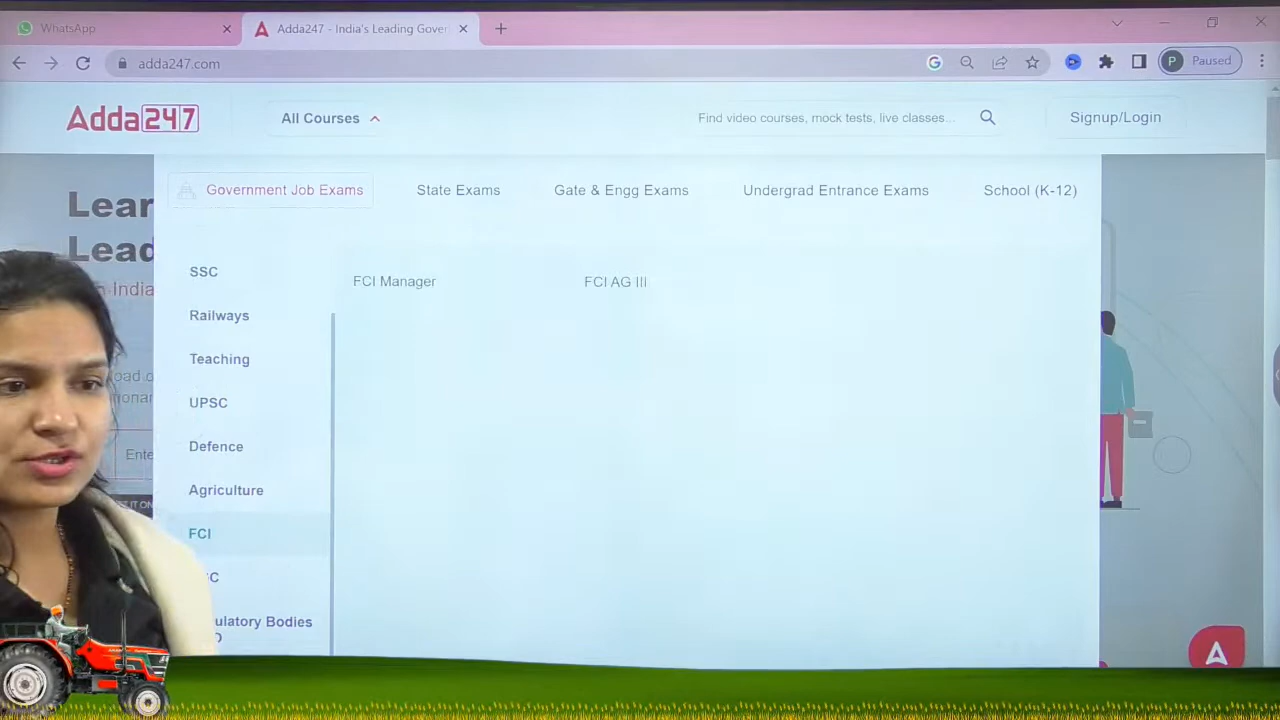 WhatsApp
Adda247 - India's Leading Gover
adda247.com
P Paused
Adda247
All Courses
Find video courses, mock tests, live classes...
Signup/Login
Government Job Exams
State Exams
Gate & Engg Exams
Undergrad Entrance Exams
School (K-12)
Lear
Lead
India
SSC
FCI Manager
FCI AG III
Railways
Teaching
UPSC
Defence
Agriculture
Ente
FCI
C
ulatory Bodies